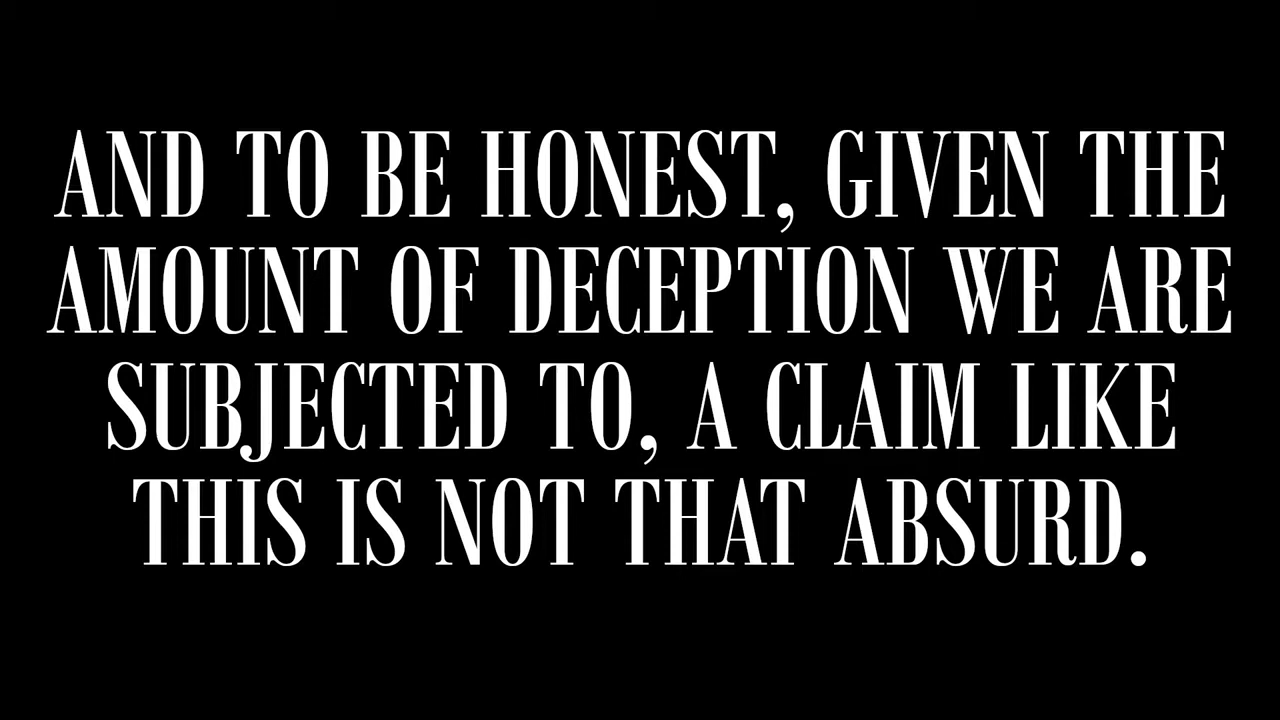 AND TO BE HONEST, GIVEN THE
AMOUNT OF DECEPTION WE ARE
SUBJECTED TO, A CLAIM LIKE
THIS IS NOT THAT ABSURD.